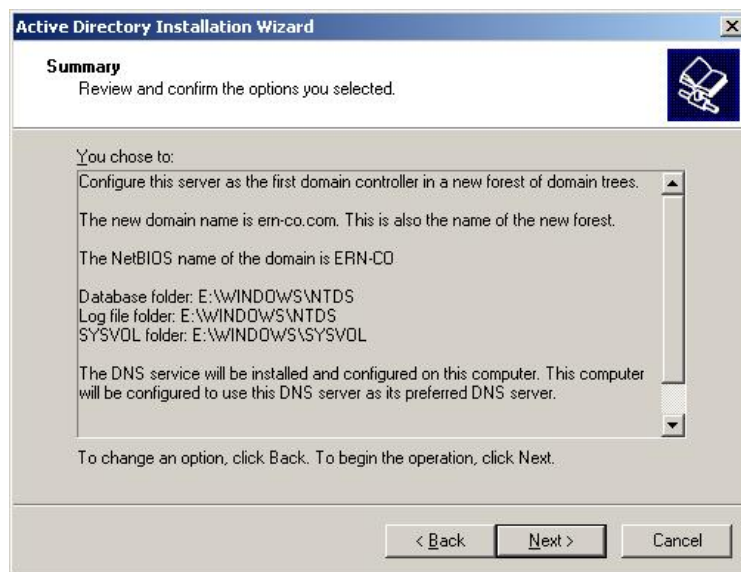 Active Directory Installation Wizard
Summary
Review and confirm the options you selected.
You chose to:
Configure this server as the first domain controller in a new forest of domain trees.
The new domain name is ern-co.com. This is also the name of the new forest.
The NetBIOS name of the domain is ERN-CO
Database folder: E:\WINDOWS\NTDS
Log file folder: E:\WINDOWS\NTDS
SYSVOL folder: E:\WINDOWS\SYSVOL
The DNS service will be installed and configured on this computer. This computer
will be configured to use this DNS server as its preferred DNS server.
To change an option, click Back. To begin the operation, click Next.
< Back Next > Cancel